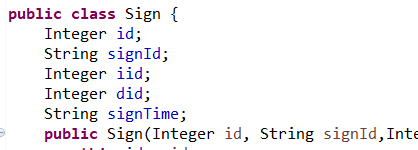 public class Sign {
Integer id;
String signId;
Integer iid;
Integer did;
String signTime;
public Sign(Integer id, String signId,Inte